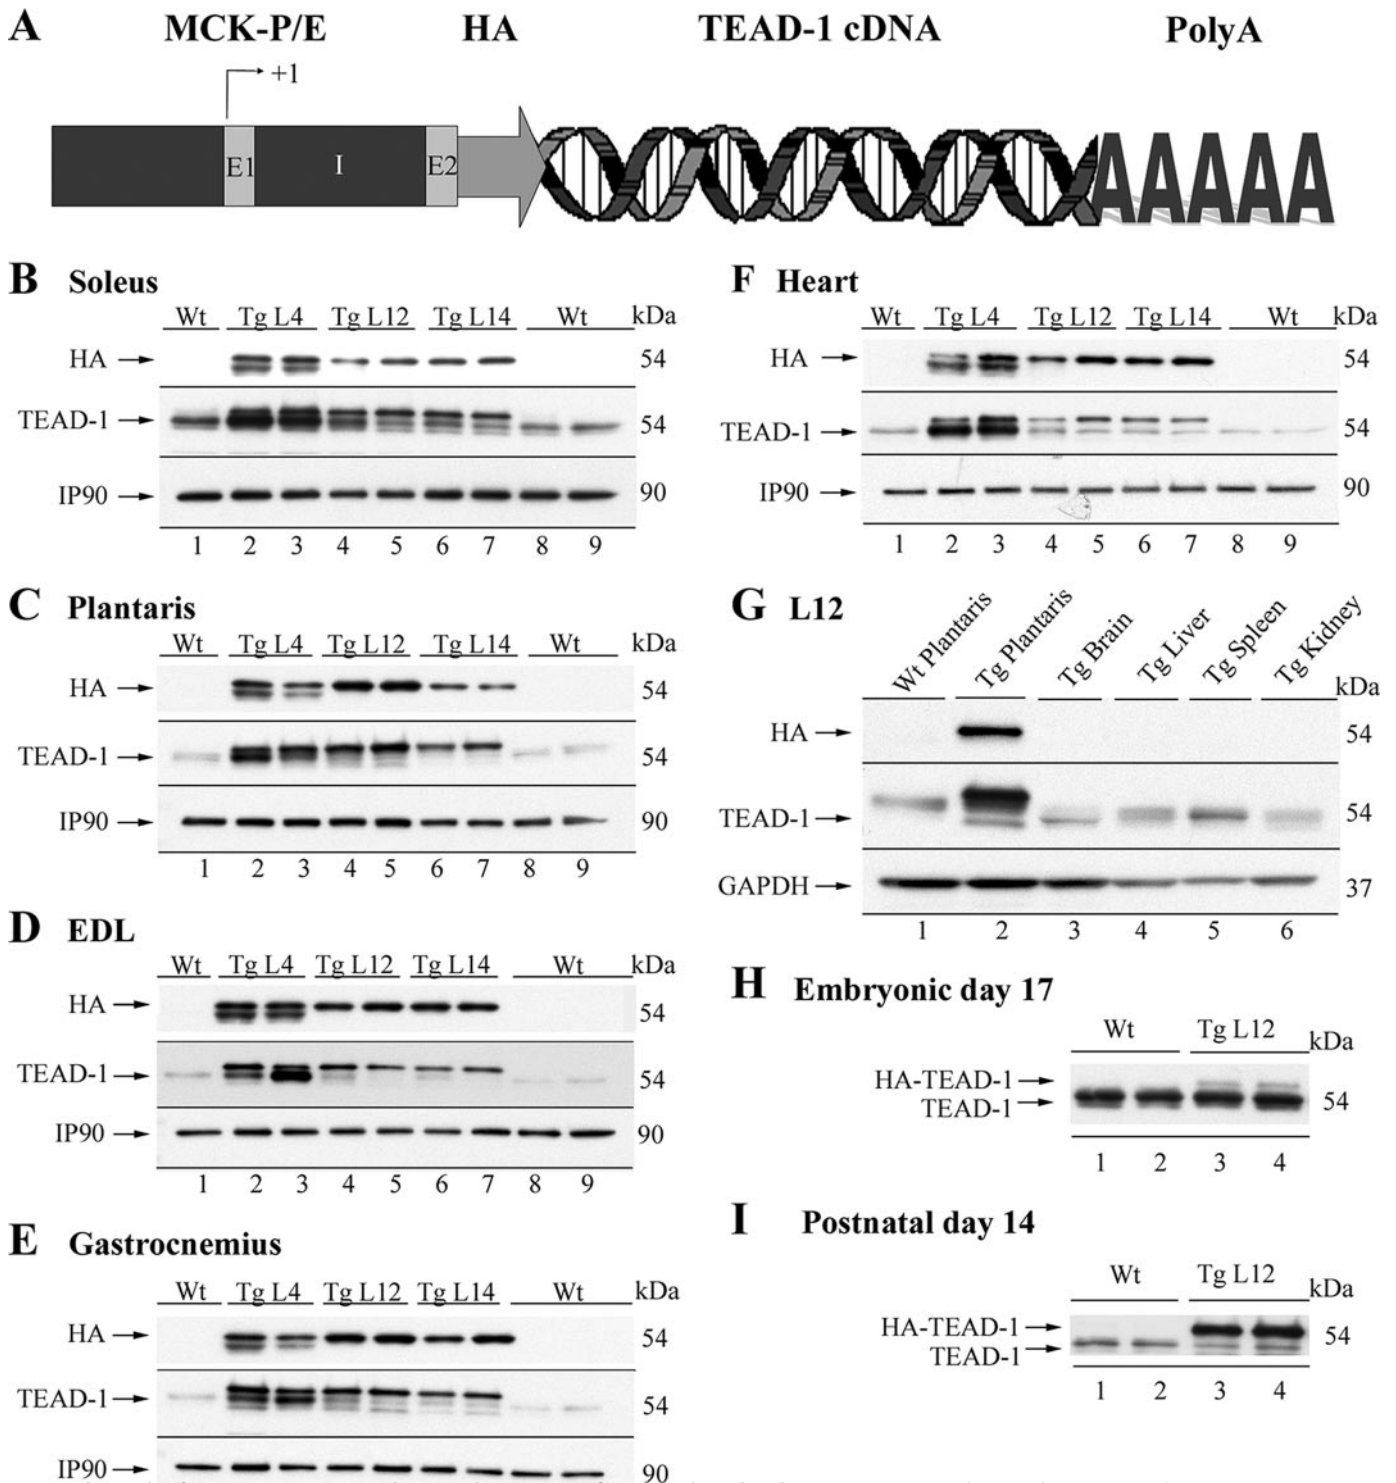 A MCK-P/E HA TEAD-1 cDNA PolyA
+1
E1 I E2
AAAAA
B Soleus
Wt Tg L4 Tg L12 Tg L14 Wt kDa
HA 54
TEAD-1 54
IP90 90
1 2 3 4 5 6 7 8 9
C Plantaris
Wt Tg L4 Tg L12 Tg L14 Wt kDa
HA 54
TEAD-1 54
IP90 90
1 2 3 4 5 6 7 8 9
D EDL
Wt Tg L4 Tg L12 Tg L14 Wt kDa
HA 54
TEAD-1 54
IP90 90
1 2 3 4 5 6 7 8 9
E Gastrocnemius
Wt Tg L4 Tg L12 Tg L14 Wt kDa
HA 54
TEAD-1 54
IP90 90
F Heart
Wt Tg L4 Tg L12 Tg L14 Wt kDa
HA 54
TEAD-1 54
IP90 90
1 2 3 4 5 6 7 8 9
G L12
Wt Plantaris Tg Plantaris Tg Brain Tg Liver Tg Spleen Tg Kidney
kDa
HA 54
TEAD-1 54
GAPDH 37
1 2 3 4 5 6
H Embryonic day 17
Wt Tg L12 kDa
HA-TEAD-1
TEAD-1 54
1 2 3 4
I Postnatal day 14
Wt Tg L12 kDa
HA-TEAD-1 54
TEAD-1
1 2 3 4